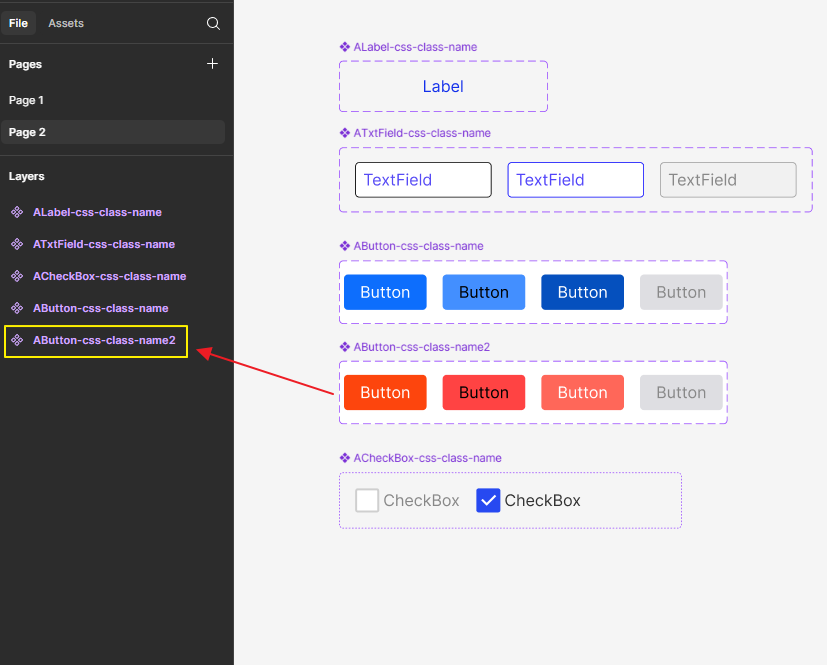 File Assets
Pages
Page 1
Page 2
Layers
ALabel-css-class-name
ATxtField-css-class-name
ACheckBox-css-class-name
AButton-css-class-name
AButton-css-class-name2
ALabel-css-class-name
Label
ATxtField-css-class-name
TextField TextField TextField
AButton-css-class-name
Button Button Button Button
AButton-css-class-name2
Button Button Button Button
ACheckBox-css-class-name
CheckBox CheckBox